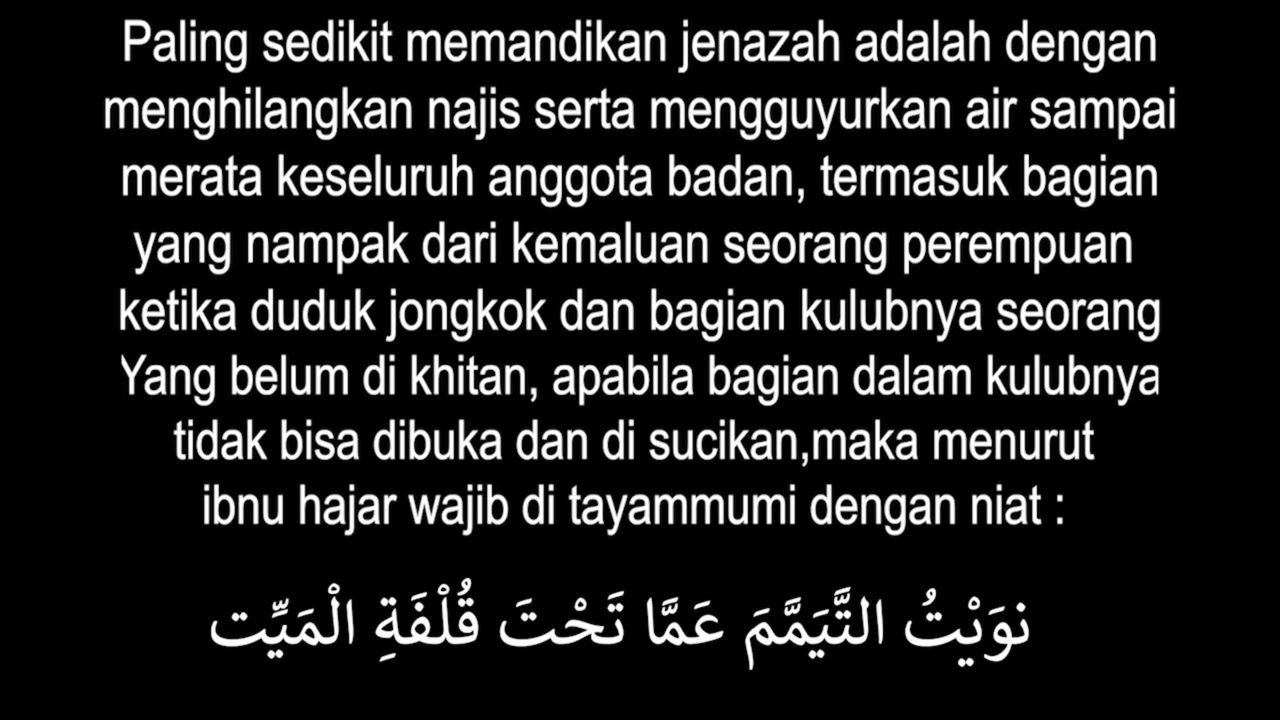 Paling sedikit memandikan jenazah adalah dengan
menghilangkan najis serta mengguyurkan air sampai
merata keseluruh anggota badan, termasuk bagian
yang nampak dari kemaluan seorang perempuan
ketika duduk jongkok dan bagian kulubnya seorang
Yang belum di khitan, apabila bagian dalam kulubnya
tidak bisa dibuka dan di sucikan,maka menurut
ibnu hajar wajib di tayammumi dengan niat :
نوَيْتُ التَّيَمَّمَ عَمَّا تَحْتَ قُلْفَةِ الْمَيِّت